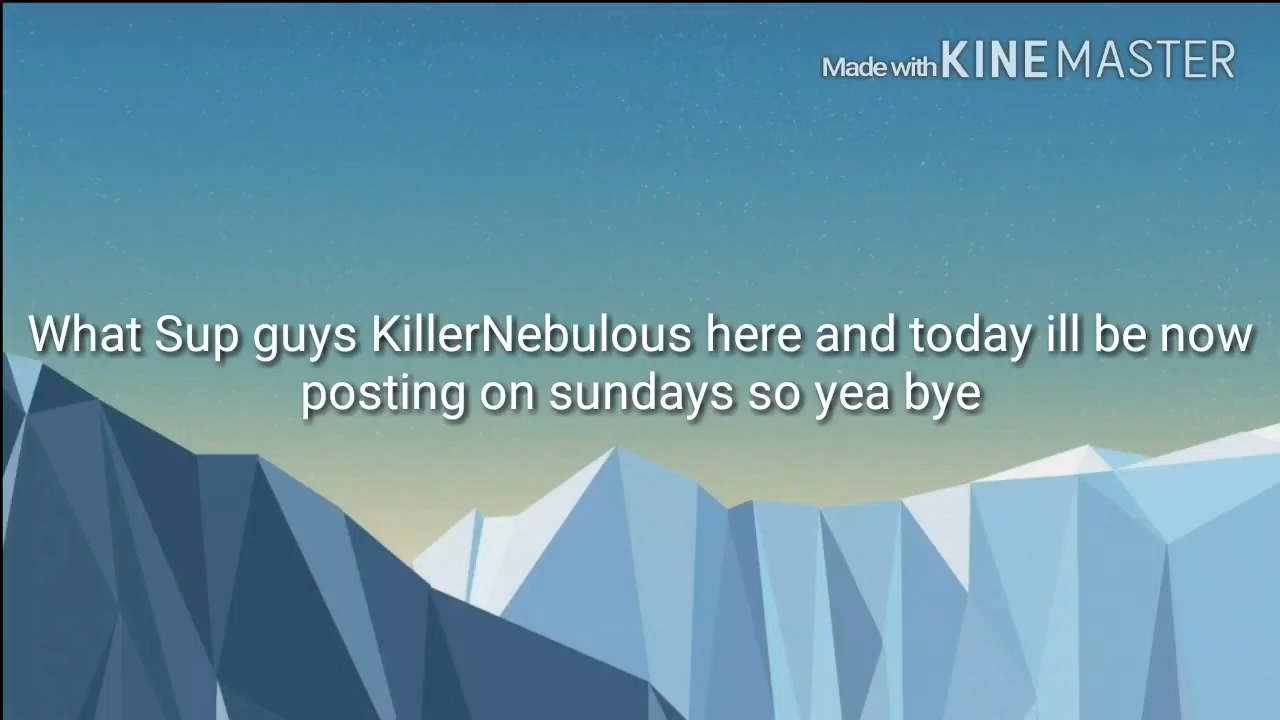 Made with KINEMASTER
What Sup guys KillerNebulous here and today ill be now
posting on sundays so yea bye